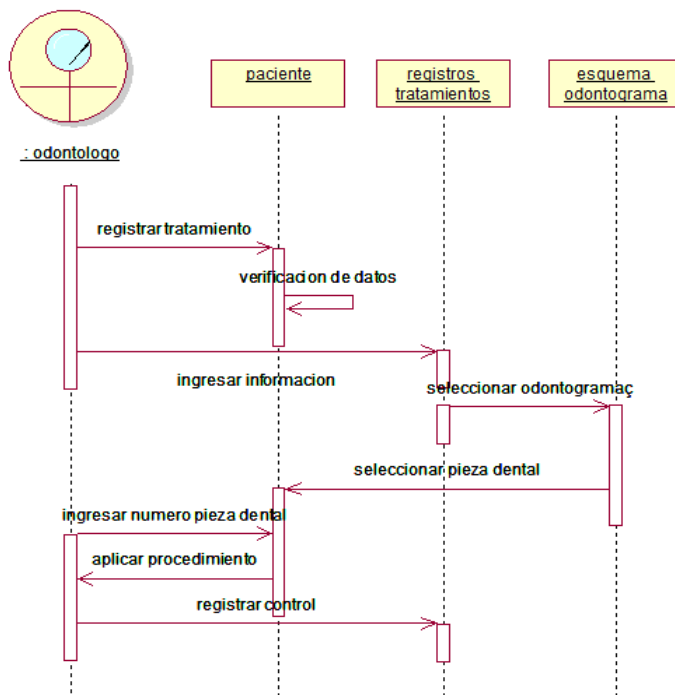 paciente
registros
tratamientos
esquema
odontograma
: odontologo
registrar tratamiento
verificacion de datos
ingresar informacion
seleccionar odontogramaç
seleccionar pieza dental
ingresar numero pieza dental
aplicar procedimiento
registrar control